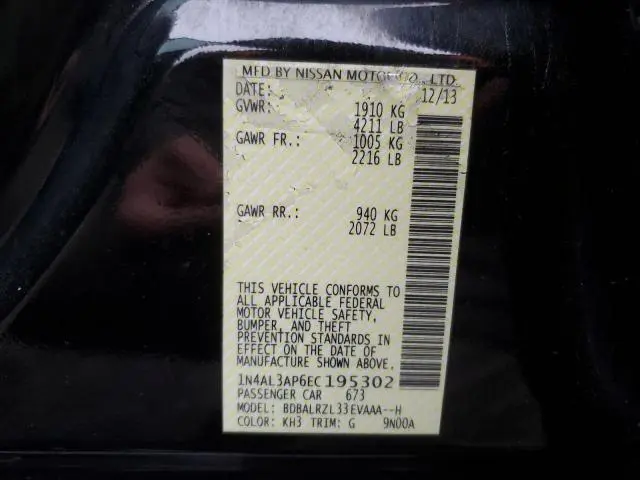 MFD BY NISSAN MOTOR CO., LTD.
DATE: 12/13
GVWR: 1910 KG
4211 LB
GAWR FR.: 1005 KG
2216 LB
GAWR RR.: 940 KG
2072 LB
THIS VEHICLE CONFORMS TO
ALL APPLICABLE FEDERAL
MOTOR VEHICLE SAFETY,
BUMPER, AND THEFT
PREVENTION STANDARDS IN
EFFECT ON THE DATE OF
MANUFACTURE SHOWN ABOVE.
1N4AL3AP6EC195302
PASSENGER CAR 673
MODEL: BDBALRZL33EVAAA--H
COLOR: KH3 TRIM: G 9N00A